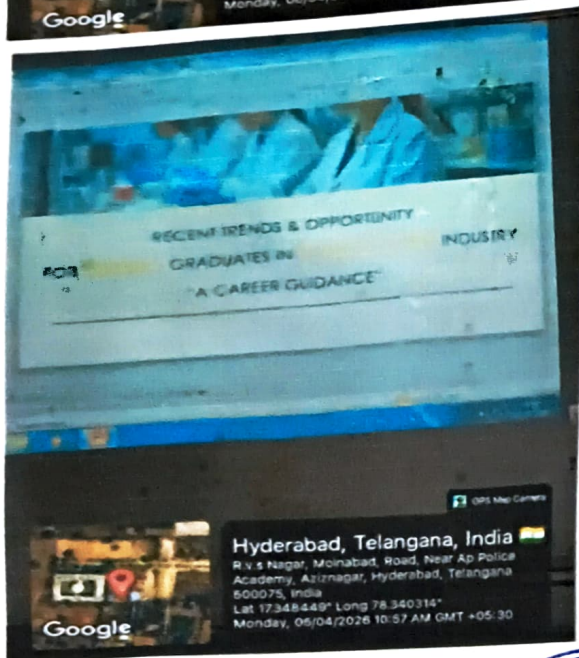 Google
Monday,
RECENT TRENDS & OPPORTUNITY
FOR GRADUATES IN INDUSTRY
"A CAREER GUIDANCE"
GPS Map Camera
Hyderabad, Telangana, India
R.v.s Nagar, Moinabad, Road, Near Ap Police
Academy, Aziznagar, Hyderabad, Telangana
500075, India
Lat 17.348449° Long 78.340314°
Monday, 06/04/2026 10:57 AM GMT +05:30
Google